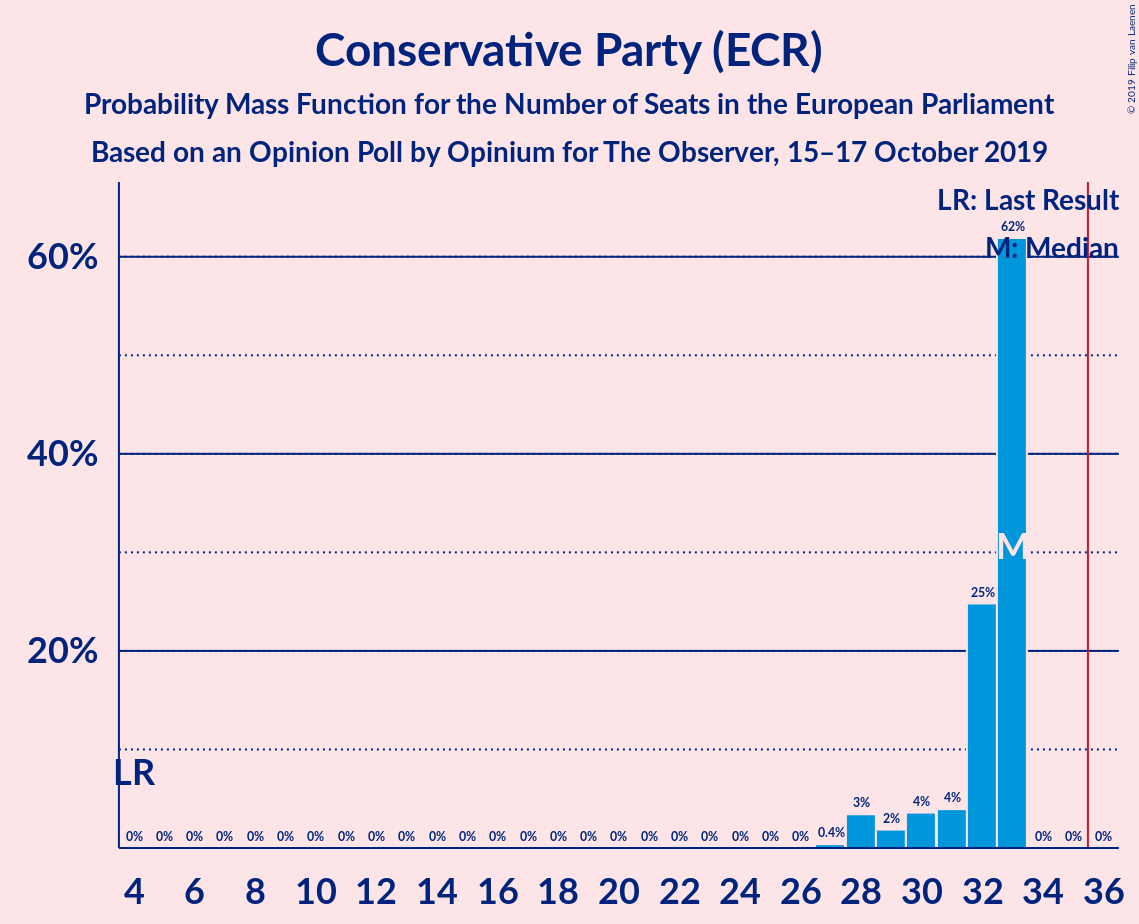 Conservative Party (ECR)
Probability Mass Function for the Number of Seats in the European Parliament
Based on an Opinion Poll by Opinium for The Observer, 15–17 October 2019
© 2019 Filip van Laenen
LR: Last Result
M: Median
60%
40%
20%
62%
M
25%
LR
0% 0% 0% 0% 0% 0% 0% 0% 0% 0% 0% 0% 0% 0% 0% 0% 0% 0% 0% 0% 0% 0% 0% 0.4% 3% 2% 4% 4% 0% 0% 0%
4 6 8 10 12 14 16 18 20 22 24 26 28 30 32 34 36